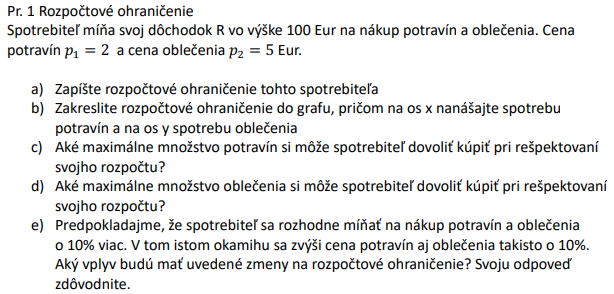 Pr. 1 Rozpočtové ohraničenie
Spotrebiteľ míňa svoj dôchodok R vo výške 100 Eur na nákup potravín a oblečenia. Cena
potravín p₁ = 2 a cena oblečenia p₂ = 5 Eur.
a) Zapíšte rozpočtové ohraničenie tohto spotrebiteľa
b) Zakreslite rozpočtové ohraničenie do grafu, pričom na os x nanášajte spotrebu
potravín a na os y spotrebu oblečenia
c) Aké maximálne množstvo potravín si môže spotrebiteľ dovoliť kúpiť pri rešpektovaní
svojho rozpočtu?
d) Aké maximálne množstvo oblečenia si môže spotrebiteľ dovoliť kúpiť pri rešpektovaní
svojho rozpočtu?
e) Predpokladajme, že spotrebiteľ sa rozhodne míňať na nákup potravín a oblečenia
o 10% viac. V tom istom okamihu sa zvýši cena potravín aj oblečenia takisto o 10%.
Aký vplyv budú mať uvedené zmeny na rozpočtové ohraničenie? Svoju odpoveď
zdôvodnite.